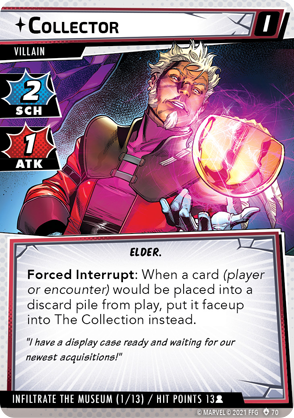 COLLECTOR
I
VILLAIN
2
SCH
1
ATK
ELDER.
Forced Interrupt: When a card (player
or encounter) would be placed into a
discard pile from play, put it faceup
into The Collection instead.
"I have a display case ready and waiting for our
newest acquisitions!"
INFILTRATE THE MUSEUM (1/13) / HIT POINTS 13
© MARVEL © 2021 FFG 70